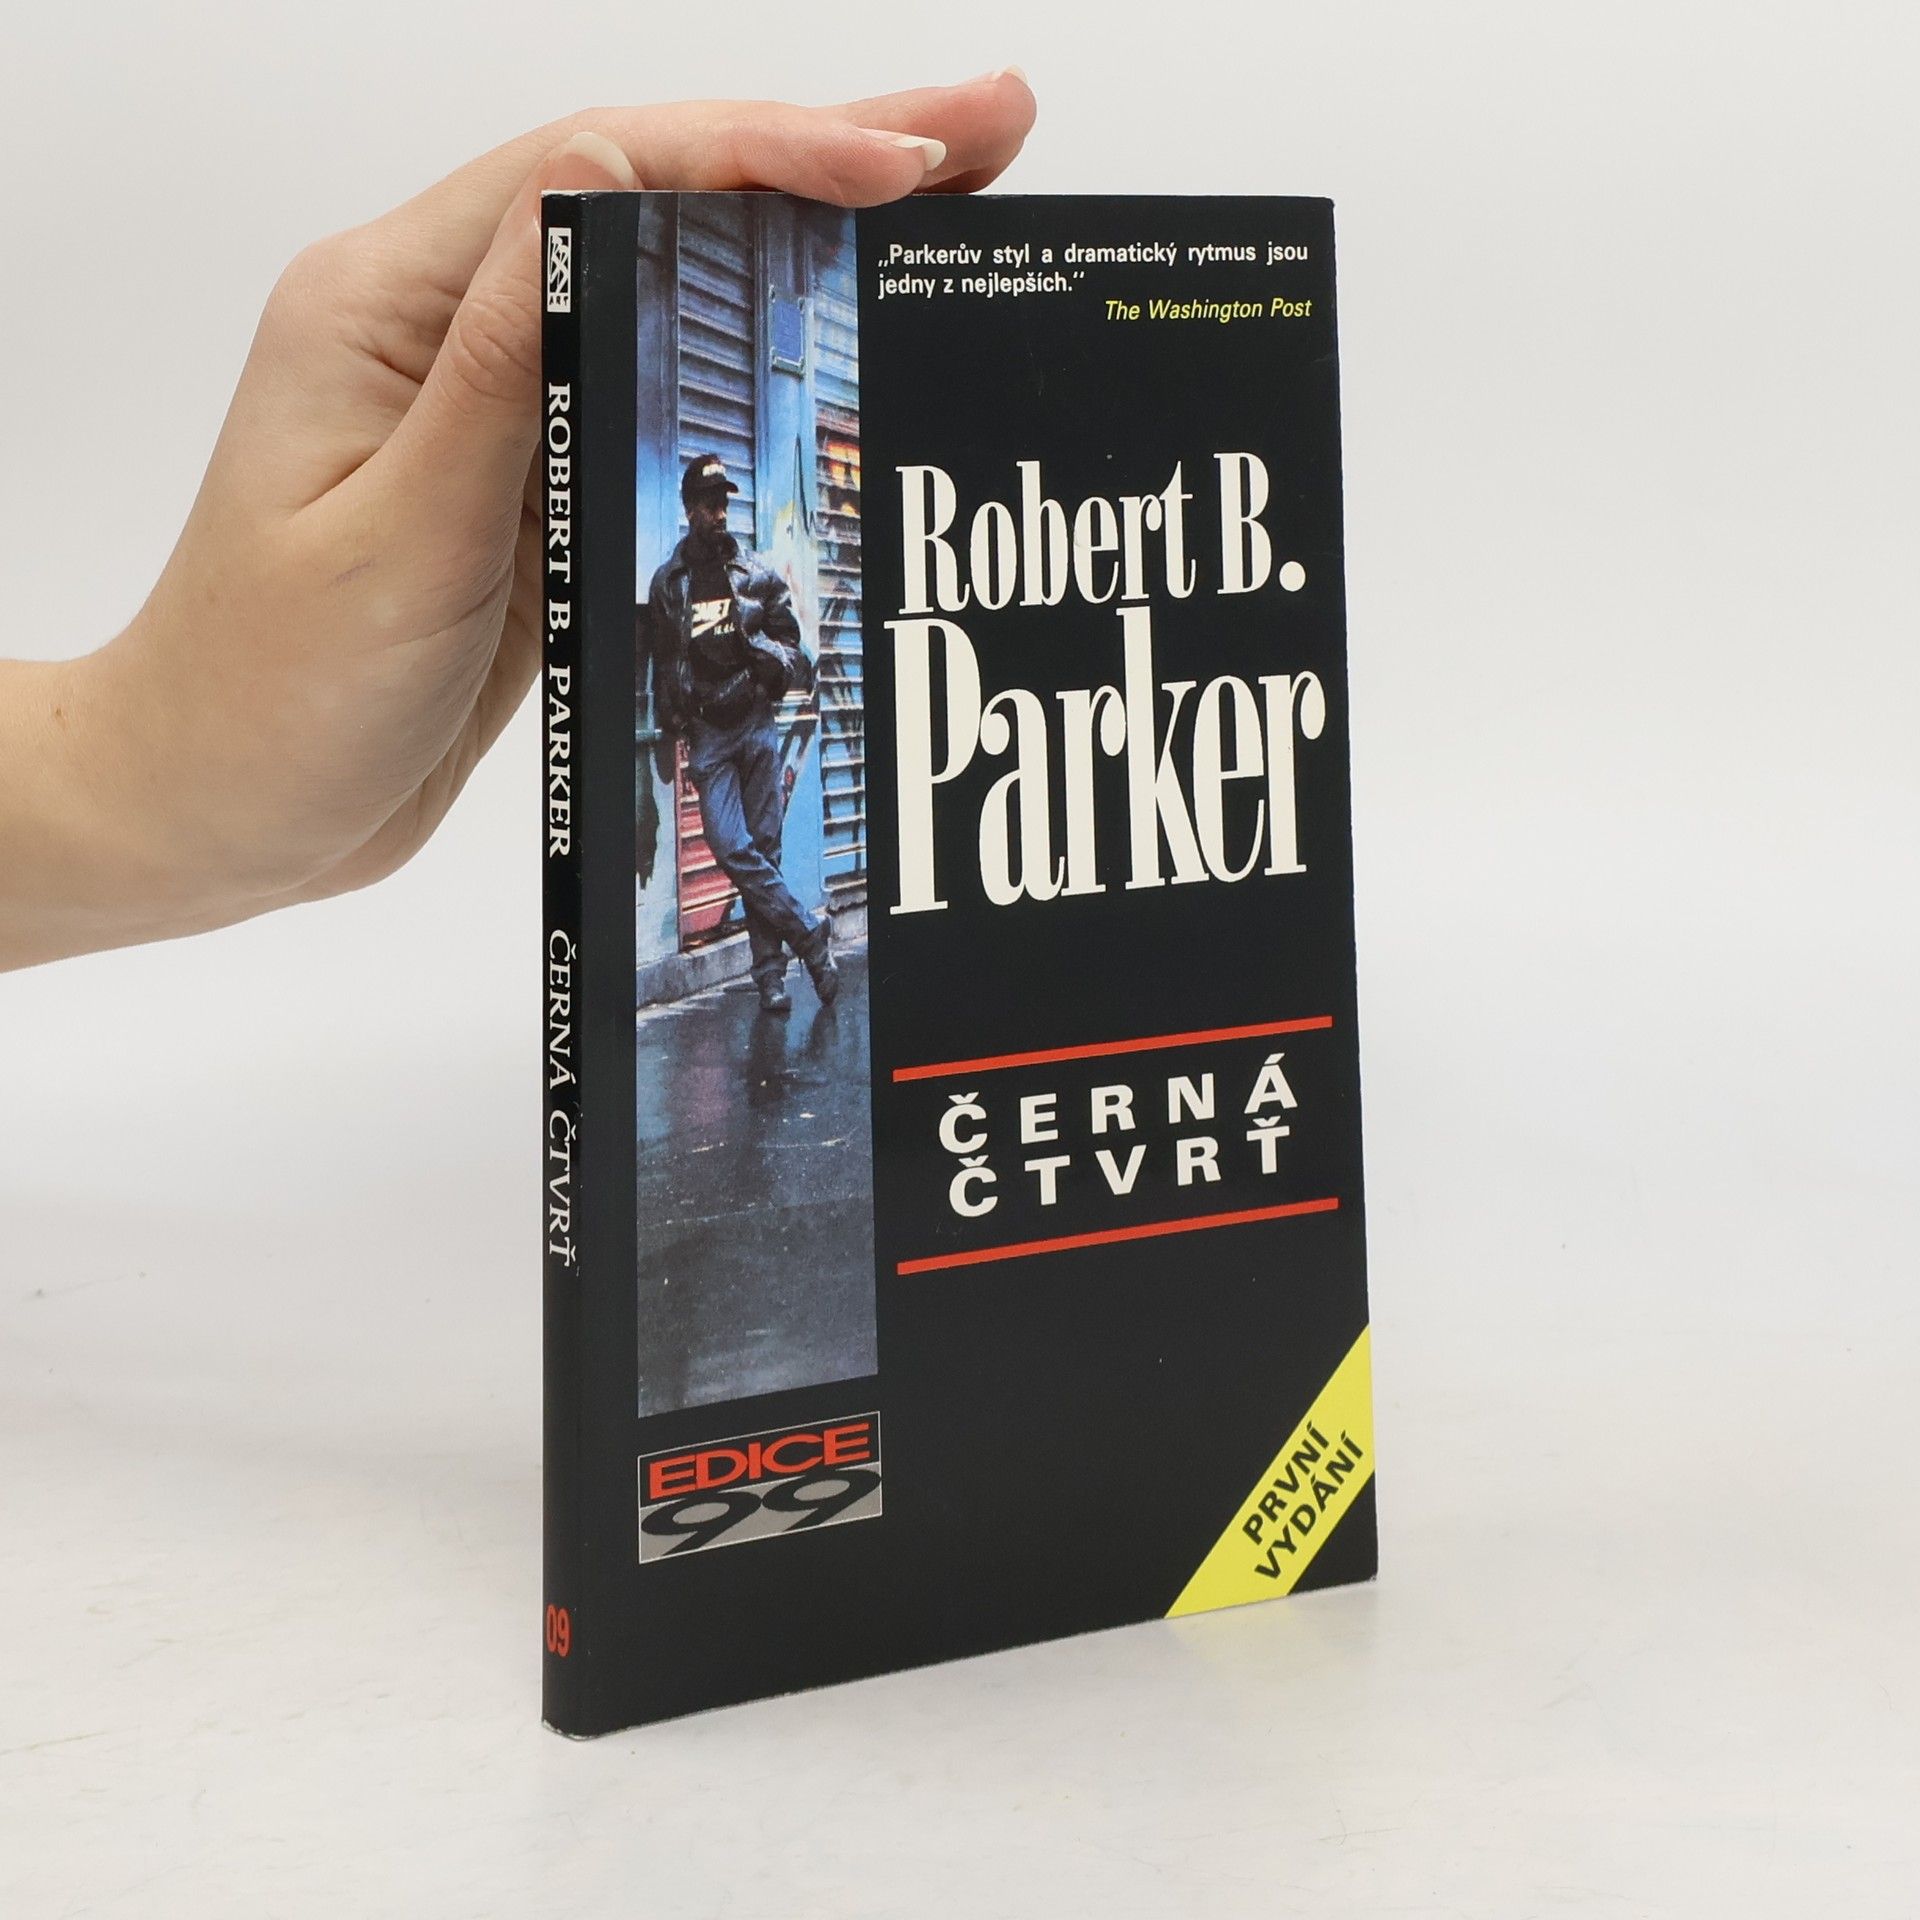 ART
ROBERT B. PARKER ČERNÁ ČTVRŤ
09
„Parkerův styl a dramatický rytmus jsou
jedny z nejlepších."
The Washington Post
Robert B.
Parker
ČERNÁ
ČTVRŤ
EDICE
99
PRVNÍ
VYDÁNÍ